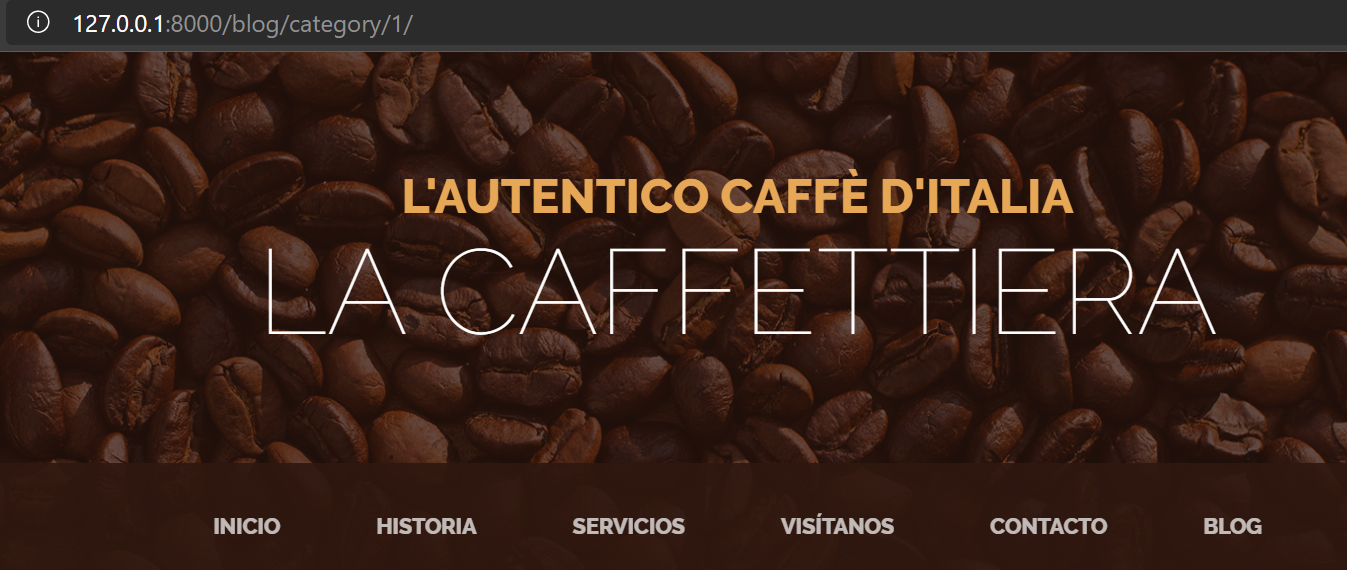 127.0.0.1:8000/blog/category/1/
L'AUTENTICO CAFFÈ D'ITALIA
LA CAFFETTIERA
INICIO HISTORIA SERVICIOS VISÍTANOS CONTACTO BLOG